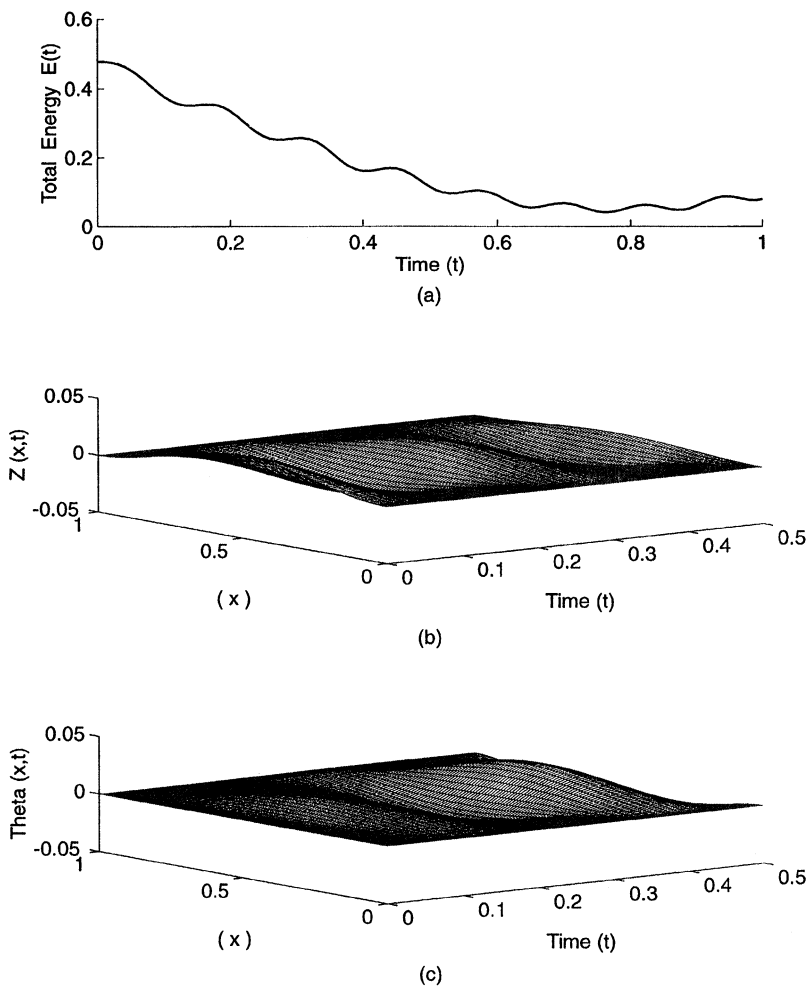 0.6
0.4
0.2
0
Total Energy E(t)
0 0.2 0.4 0.6 0.8 1
Time (t)
(a)
0.05
0
-0.05
Z (x,t)
1
0.5
0
0 0.1 0.2 0.3 0.4 0.5
( x )
Time (t)
(b)
0.05
0
-0.05
Theta (x,t)
1
0.5
0
0 0.1 0.2 0.3 0.4 0.5
( x )
Time (t)
(c)